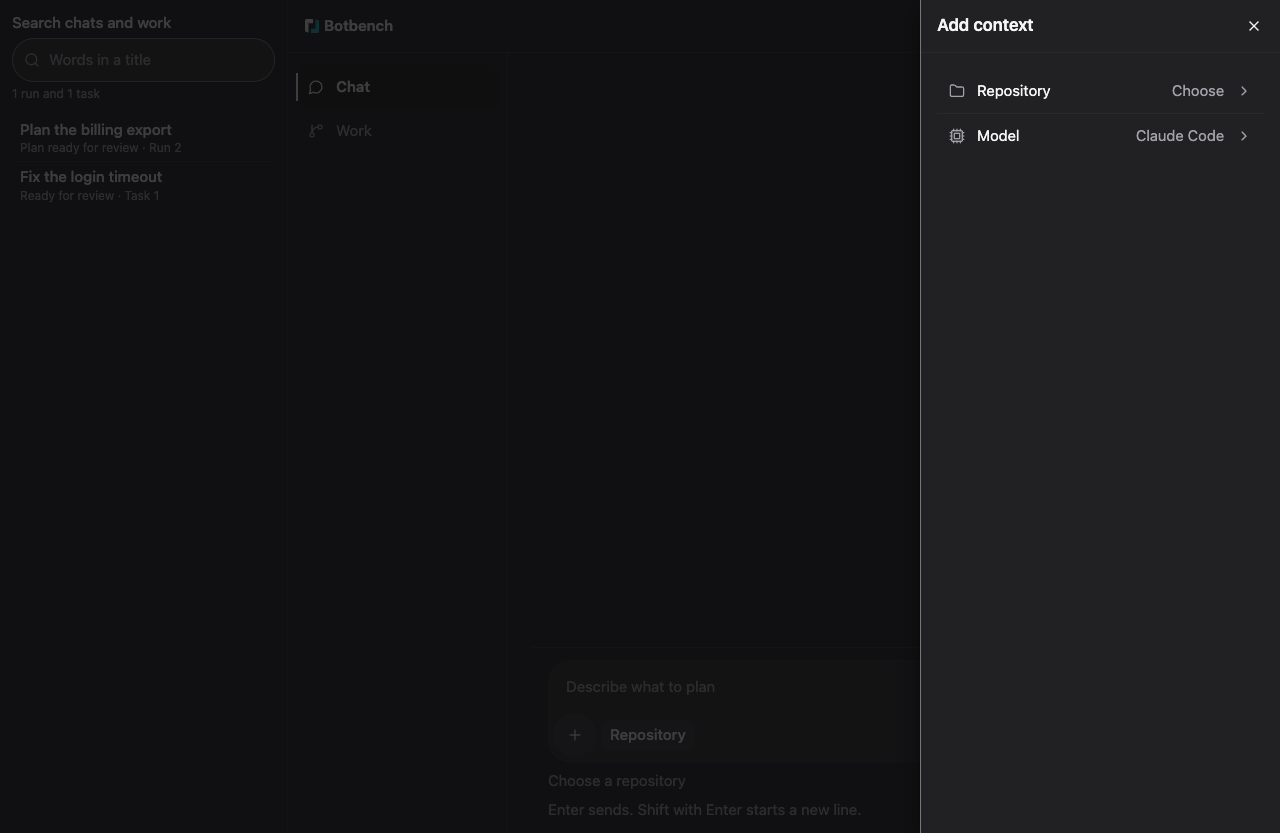 Search chats and work
Words in a title
1 run and 1 task
Plan the billing export
Plan ready for review · Run 2
Fix the login timeout
Ready for review · Task 1
Botbench
Chat
Work
Describe what to plan
Repository
Choose a repository
Enter sends. Shift with Enter starts a new line.
Add context
Repository Choose
Model Claude Code